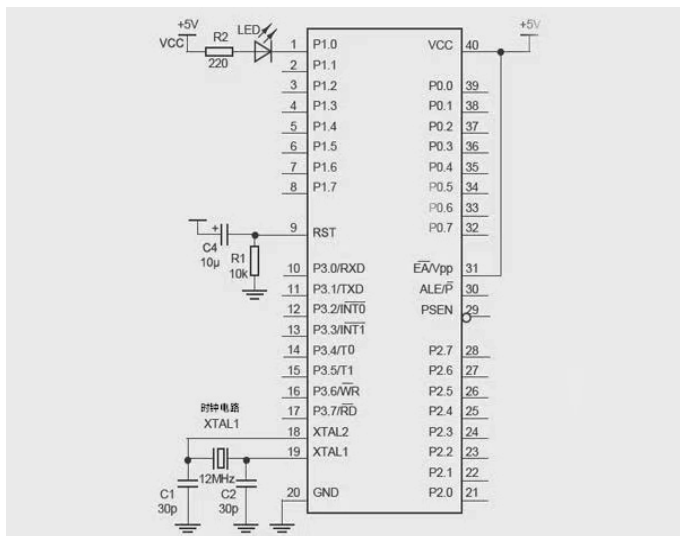 +5V
VCC
R2
220
LED
1 P1.0
2 P1.1
3 P1.2
4 P1.3
5 P1.4
6 P1.5
7 P1.6
8 P1.7
9 RST
C4
10μ
R1
10k
10 P3.0/RXD
11 P3.1/TXD
12 P3.2/INT0
13 P3.3/INT1
14 P3.4/T0
15 P3.5/T1
16 P3.6/WR
17 P3.7/RD
时钟电路
XTAL1
18 XTAL2
19 XTAL1
12MHz
C1
30p
C2
30p
20 GND
+5V
VCC 40
P0.0 39
P0.1 38
P0.2 37
P0.3 36
P0.4 35
P0.5 34
P0.6 33
P0.7 32
EA/Vpp 31
ALE/P 30
PSEN 29
P2.7 28
P2.6 27
P2.5 26
P2.4 25
P2.3 24
P2.2 23
P2.1 22
P2.0 21